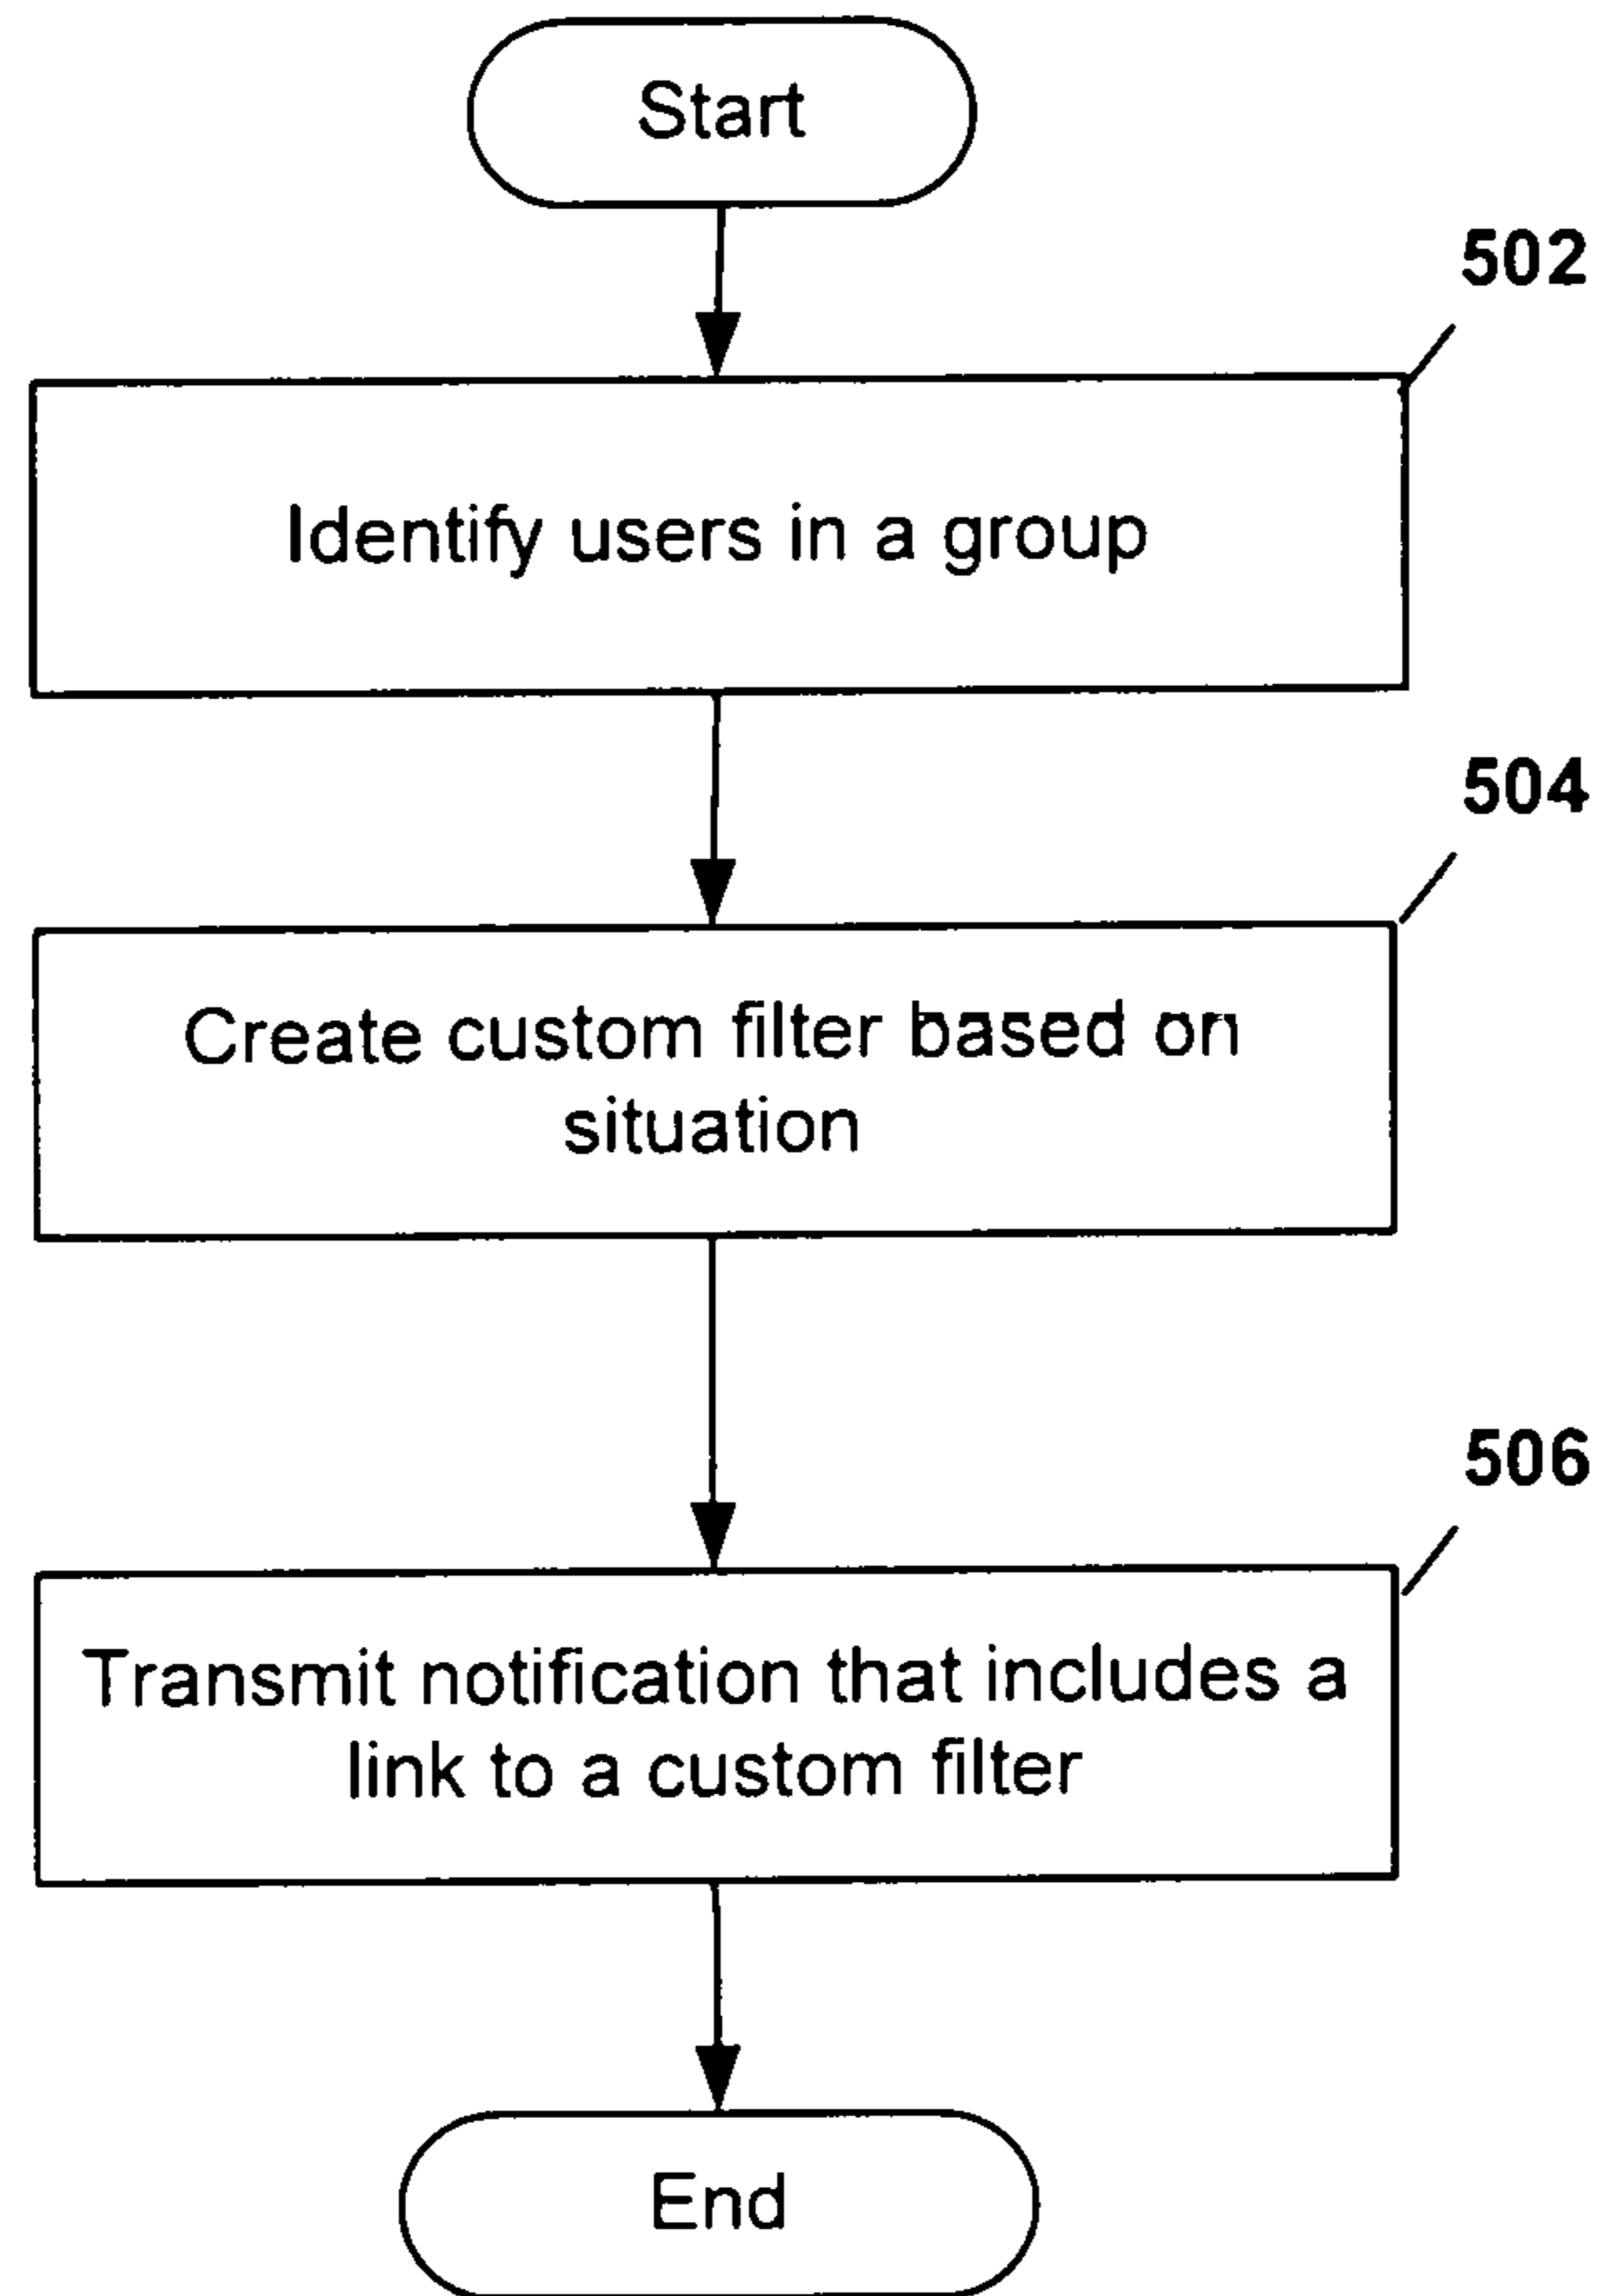 Start
502
Identify users in a group
504
Create custom filter based on
situation
506
Transmit notification that includes a
link to a custom filter
End